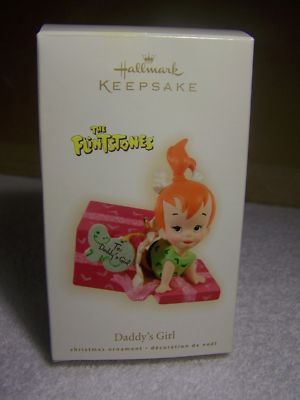 Hallmark
KEEPSAKE
THE
FLINTSTONES
To:
Daddy's Girl
Daddy's Girl
christmas ornament - décoration de noël